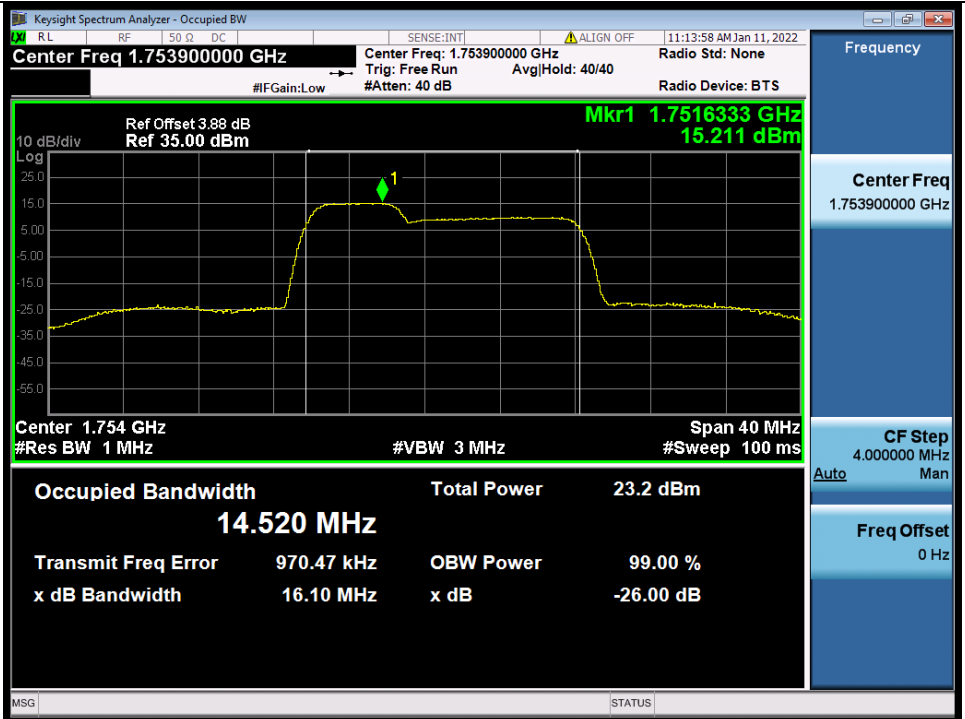 Keysight Spectrum Analyzer - Occupied BW
LXI RL RF 50 Ω DC SENSE:INT ALIGN OFF 11:13:58 AM Jan 11, 2022
Center Freq 1.753900000 GHz
Center Freq: 1.753900000 GHz Radio Std: None
Trig: Free Run Avg|Hold: 40/40
#IFGain:Low #Atten: 40 dB Radio Device: BTS
Frequency
Mkr1 1.7516333 GHz
15.211 dBm
Ref Offset 3.88 dB
10 dB/div Ref 35.00 dBm
Log
25.0
1
15.0
5.00
-5.00
-15.0
-25.0
-35.0
-45.0
-55.0
Center 1.754 GHz Span 40 MHz
#Res BW 1 MHz #VBW 3 MHz #Sweep 100 ms
Center Freq
1.753900000 GHz
CF Step
4.000000 MHz
Auto Man
Freq Offset
0 Hz
Occupied Bandwidth Total Power 23.2 dBm
14.520 MHz
Transmit Freq Error 970.47 kHz OBW Power 99.00 %
x dB Bandwidth 16.10 MHz x dB -26.00 dB
MSG STATUS